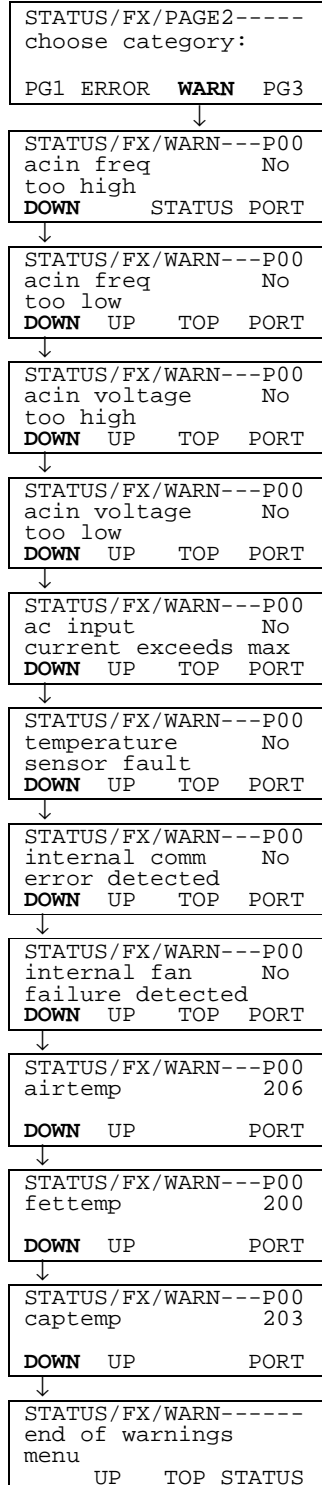 STATUS/FX/PAGE2-----
choose category:
PG1 ERROR WARN PG3
↓
STATUS/FX/WARN---P00
acin freq No
too high
DOWN STATUS PORT
↓
STATUS/FX/WARN---P00
acin freq No
too low
DOWN UP TOP PORT
↓
STATUS/FX/WARN---P00
acin voltage No
too high
DOWN UP TOP PORT
↓
STATUS/FX/WARN---P00
acin voltage No
too low
DOWN UP TOP PORT
↓
STATUS/FX/WARN---P00
ac input No
current exceeds max
DOWN UP TOP PORT
↓
STATUS/FX/WARN---P00
temperature No
sensor fault
DOWN UP TOP PORT
↓
STATUS/FX/WARN---P00
internal comm No
error detected
DOWN UP TOP PORT
↓
STATUS/FX/WARN---P00
internal fan No
failure detected
DOWN UP TOP PORT
↓
STATUS/FX/WARN---P00
airtemp 206
DOWN UP PORT
↓
STATUS/FX/WARN---P00
fettemp 200
DOWN UP PORT
↓
STATUS/FX/WARN---P00
captemp 203
DOWN UP PORT
↓
STATUS/FX/WARN------
end of warnings
menu
UP TOP STATUS